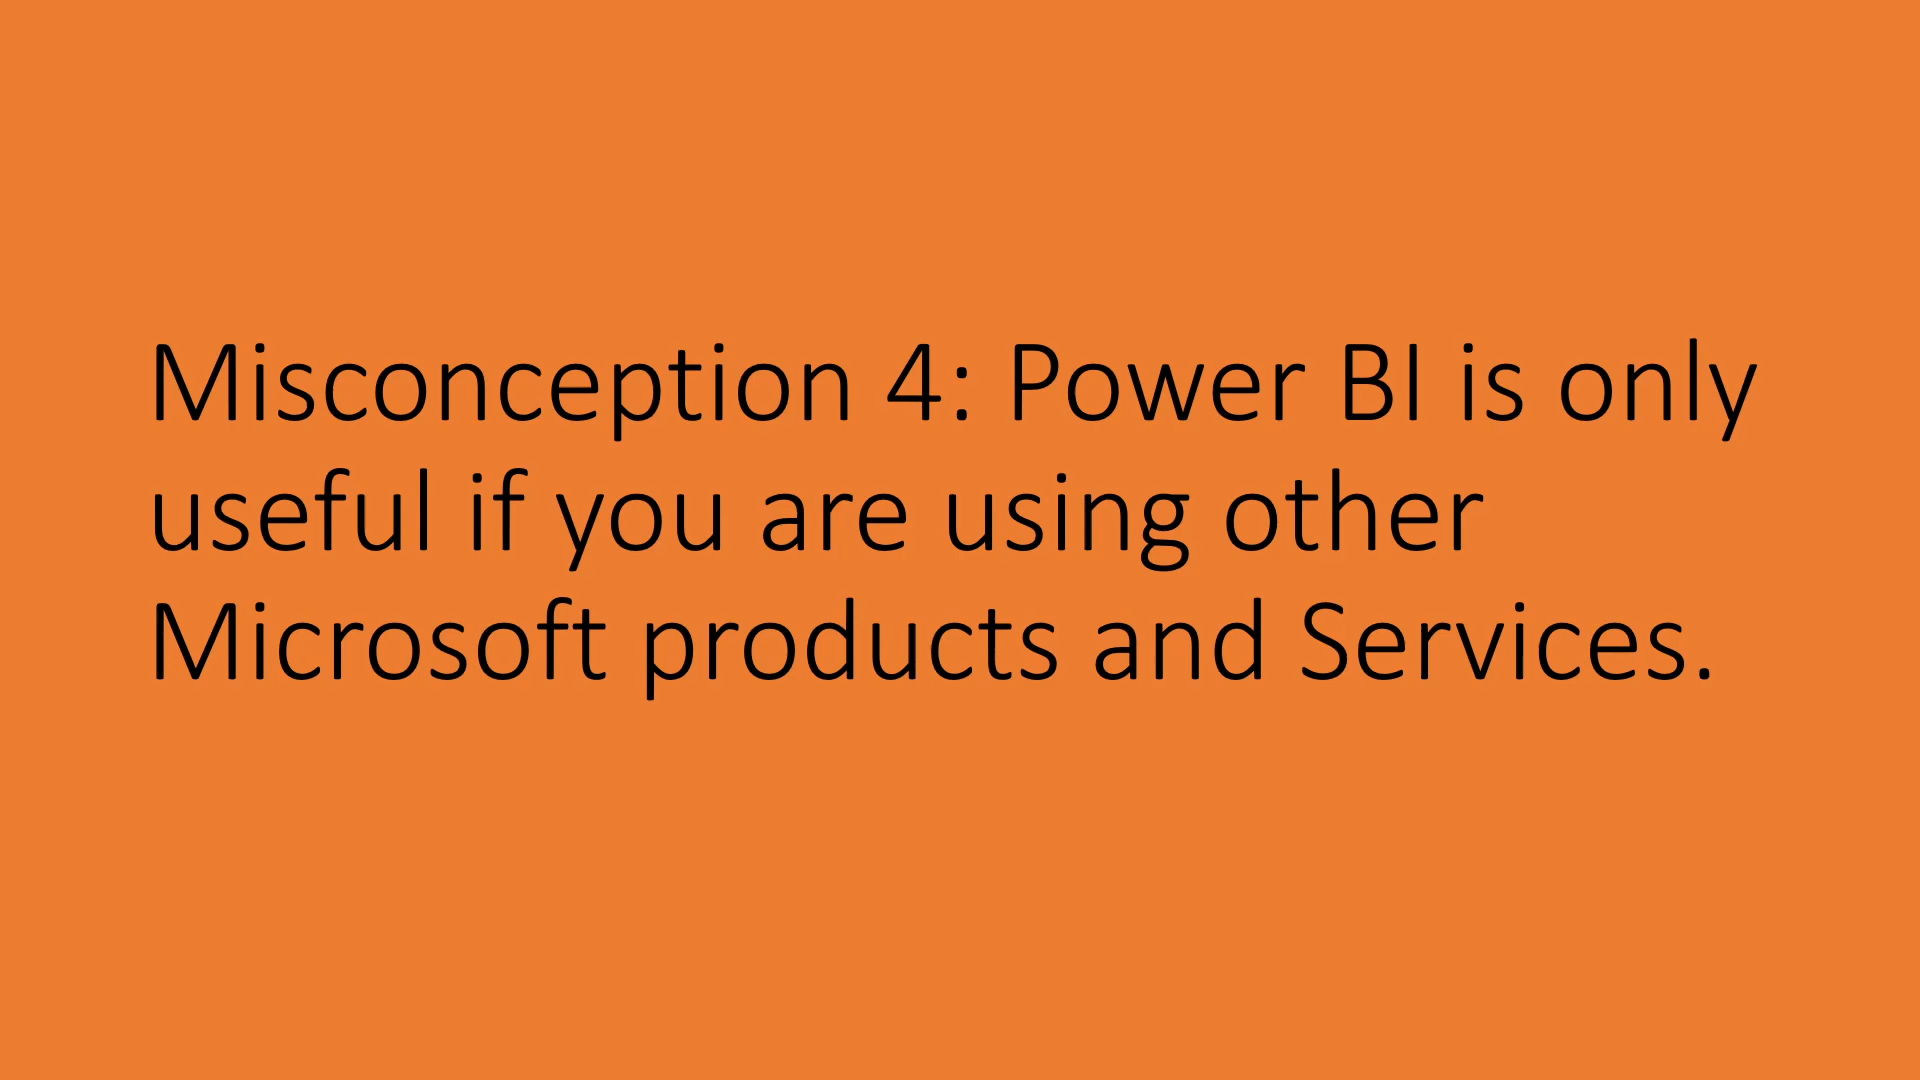 Misconception 4: Power BI is only
useful if you are using other
Microsoft products and Services.